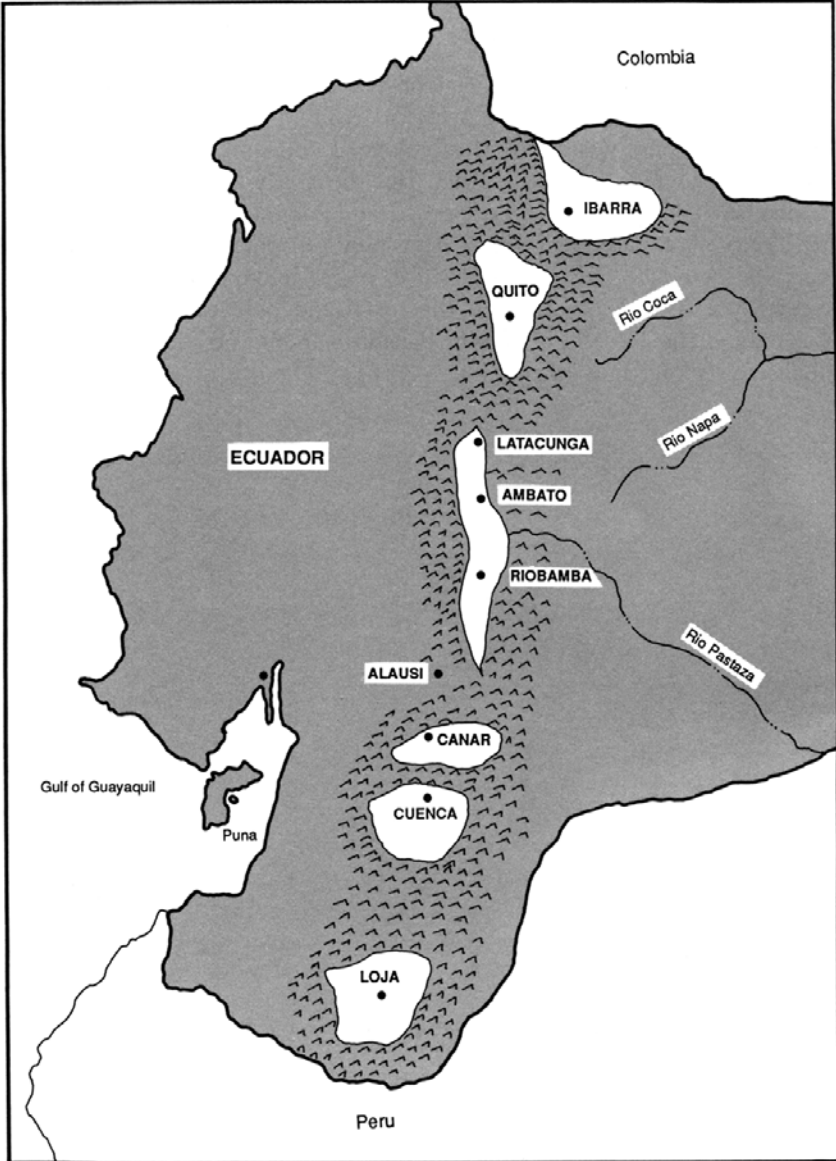 Colombia
IBARRA
QUITO
Rio Coca
Rio Napa
LATACUNGA
ECUADOR
AMBATO
RIOBAMBA
Rio Pastaza
ALAUSI
CANAR
Gulf of Guayaquil
CUENCA
Puna
LOJA
Peru